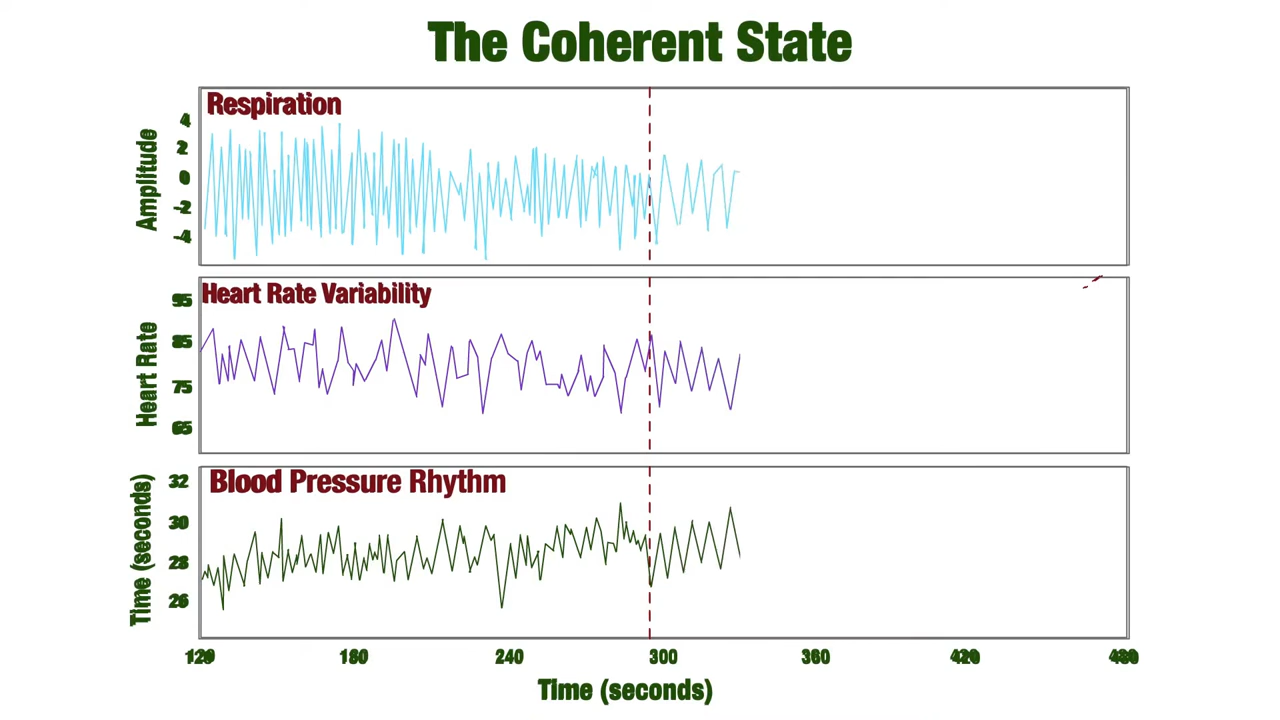 The Coherent State
Respiration
Amplitude
4
2
0
-2
-4
Heart Rate Variability
Heart Rate
95
85
75
65
Blood Pressure Rhythm
Time (seconds)
32
30
28
26
120 180 240 300 360 420 480
Time (seconds)